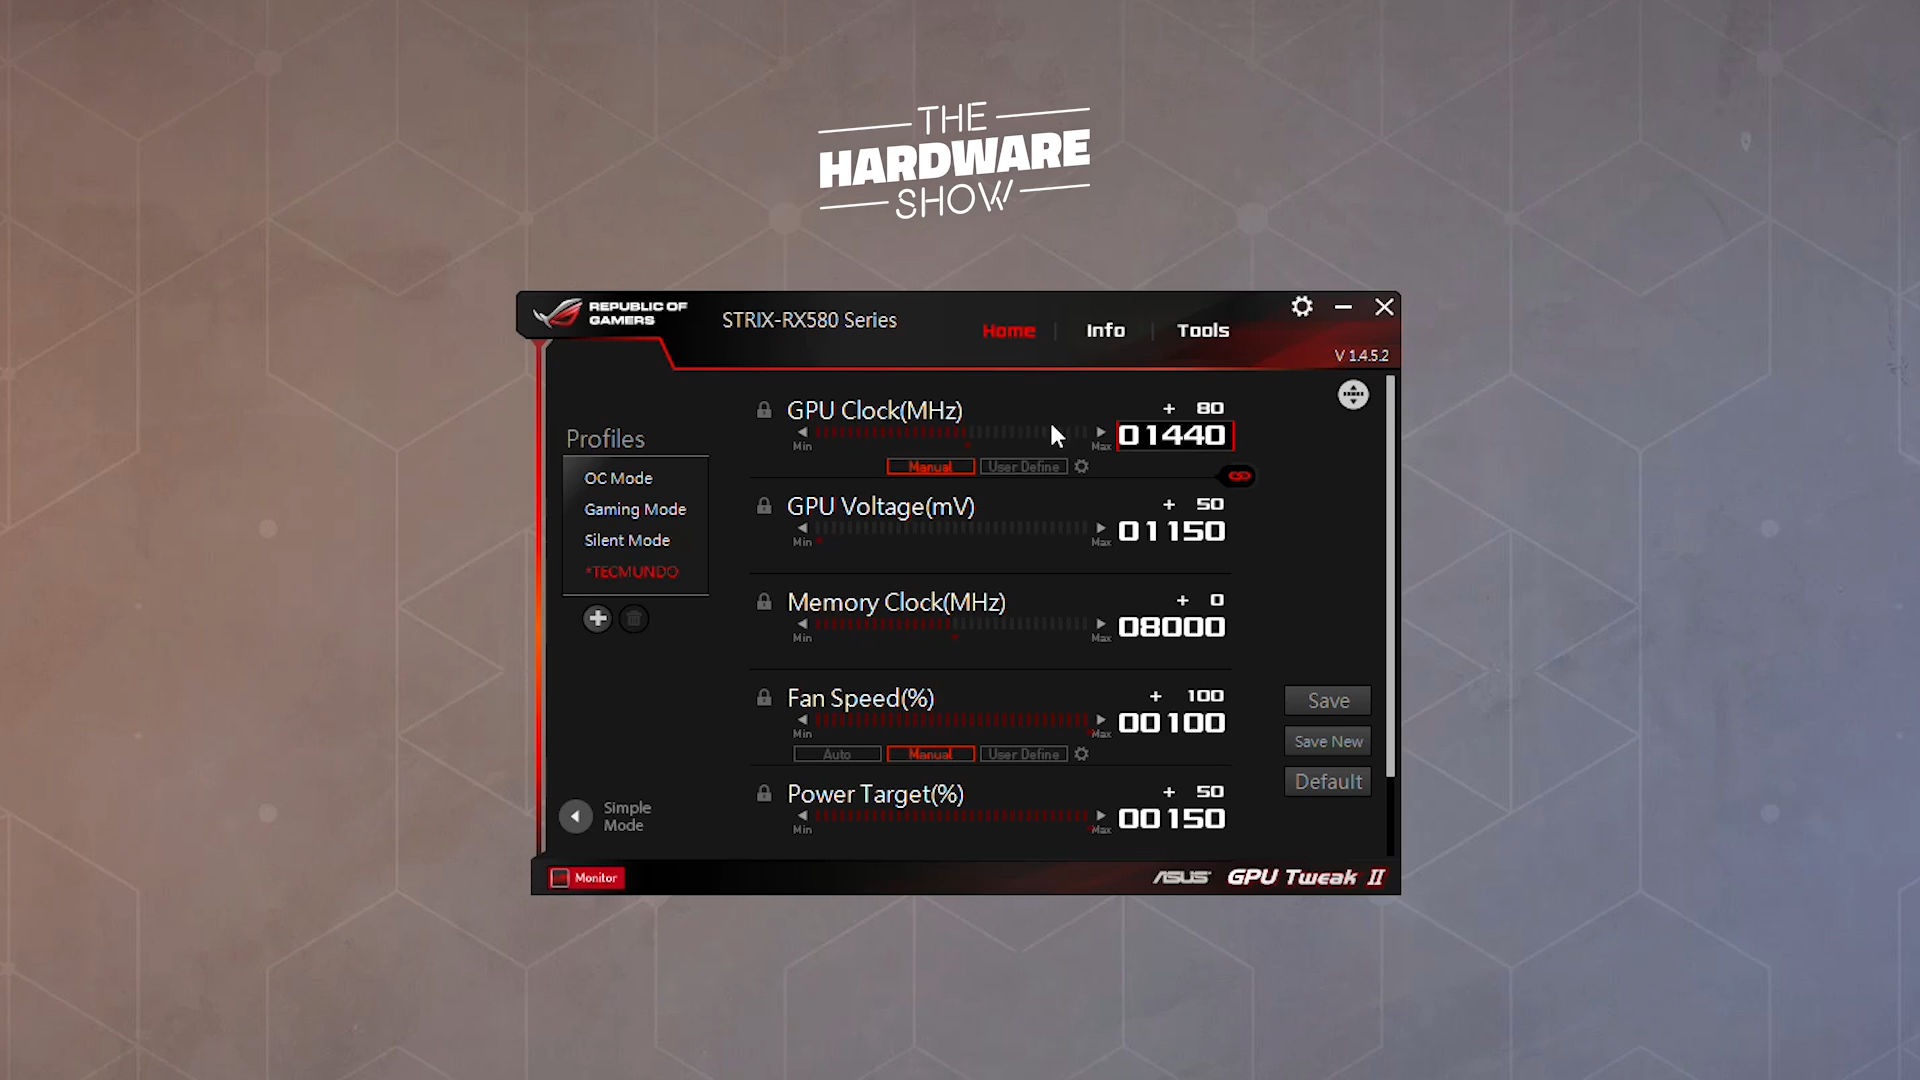 THE
HARDWARE
SHOW
REPUBLIC OF
GAMERS
STRIX-RX580 Series
Home
Info
Tools
V 1.4.5.2
Profiles
OC Mode
Gaming Mode
Silent Mode
*TECMUNDO
Simple
Mode
GPU Clock(MHz)
+ 80
01440
Min
Max
Manual
User Define
GPU Voltage(mV)
+ 50
01150
Min
Max
Memory Clock(MHz)
+ 0
08000
Min
Max
Fan Speed(%)
+ 100
00100
Min
Max
Auto
Manual
User Define
Power Target(%)
+ 50
00150
Min
Max
Save
Save New
Default
Monitor
ASUS GPU Tweak II